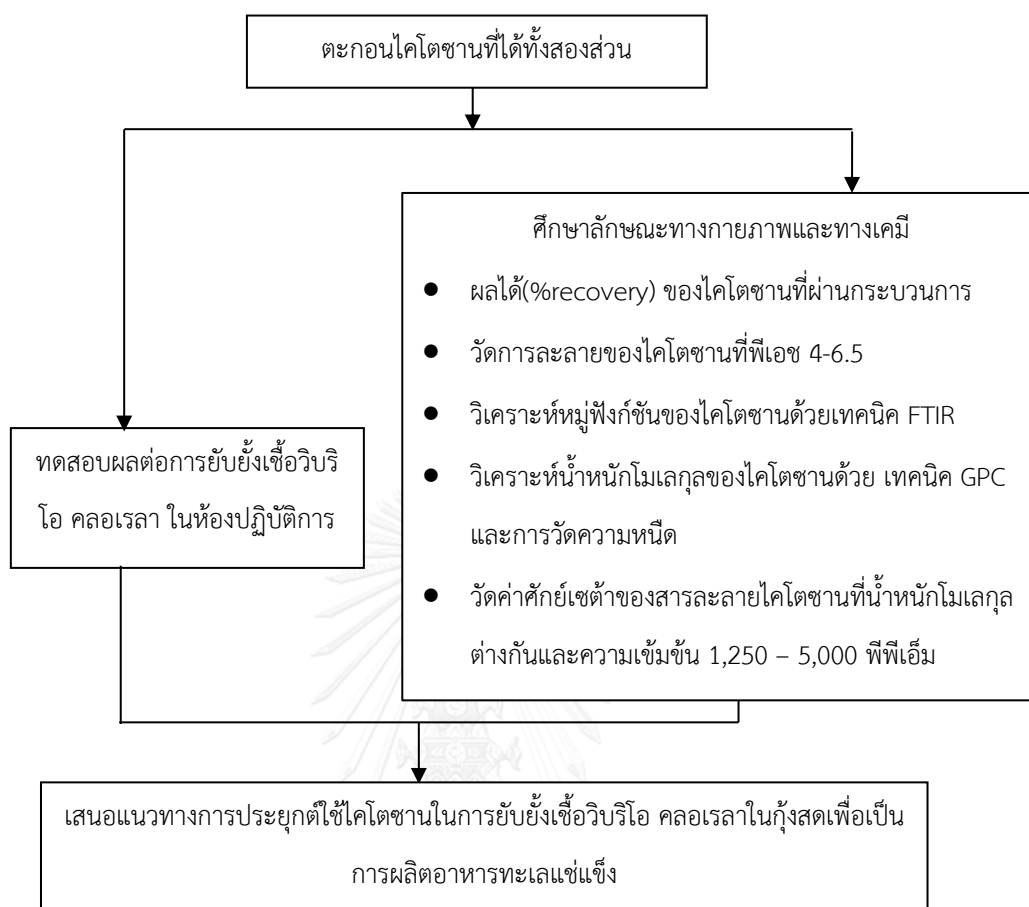 ตะกอนไคโตซานที่ได้ทั้งสองส่วน
ศึกษาลักษณะทางกายภาพและทางเคมี
● ผลได้(%recovery) ของไคโตซานที่ผ่านกระบวนการ
● วัดการละลายของไคโตซานที่พีเอช 4-6.5
● วิเคราะห์หมู่ฟังก์ชันของไคโตซานด้วยเทคนิค FTIR
● วิเคราะห์น้ำหนักโมเลกุลของไคโตซานด้วย เทคนิค GPC
และการวัดความหนืด
● วัดค่าศักย์เซต้าของสารละลายไคโตซานที่น้ำหนักโมเลกุล
ต่างกันและความเข้มข้น 1,250 – 5,000 พีพีเอ็ม
ทดสอบผลต่อการยับยั้งเชื้อวิบริ
โอ คลอเรลา ในห้องปฏิบัติการ
เสนอแนวทางการประยุกต์ใช้ไคโตซานในการยับยั้งเชื้อวิบริโอ คลอเรลาในกุ้งสดเพื่อเป็น
การผลิตอาหารทะเลแช่แข็ง